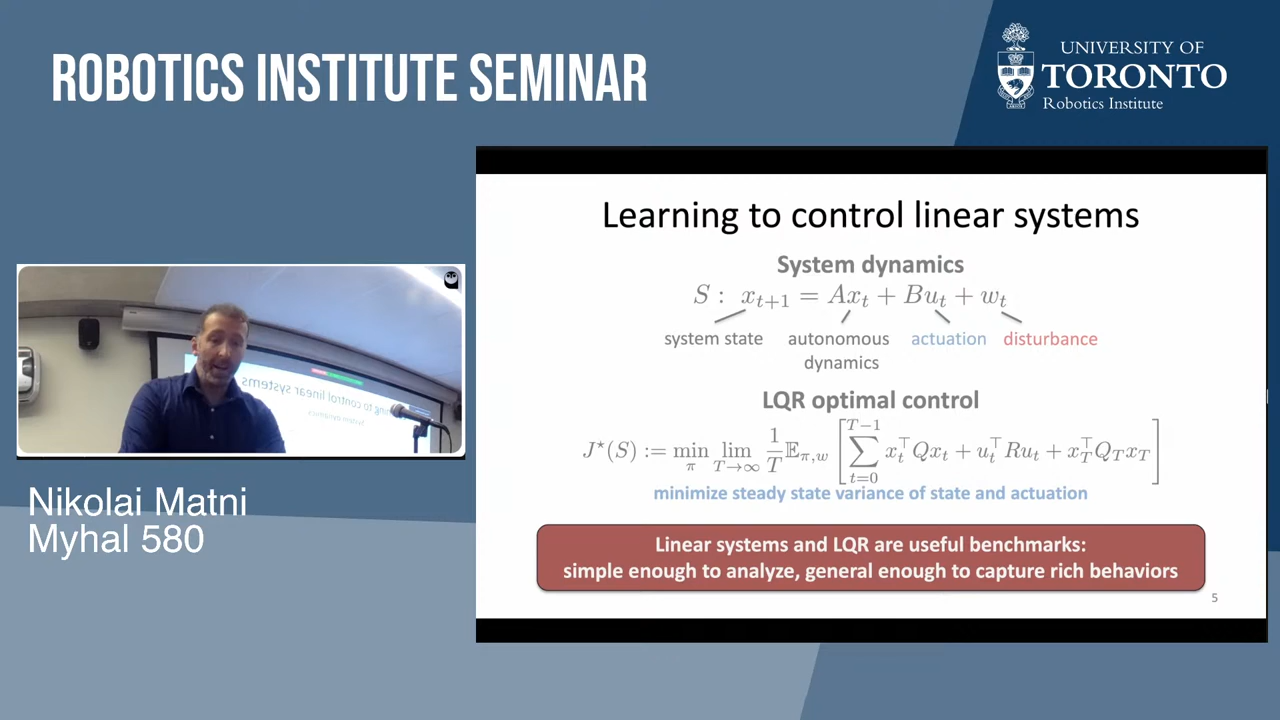 ROBOTICS INSTITUTE SEMINAR
UNIVERSITY OF
TORONTO
Robotics Institute
Learning to control linear systems
System dynamics
S : x_{t+1} = Ax_t + Bu_t + w_t
system state
autonomous
dynamics
actuation
disturbance
LQR optimal control
J^⋆(S) := min_π lim_{T→∞} 1/T 𝔼_{π,w} [∑_{t=0}^{T−1} x_t^⊤ Qx_t + u_t^⊤ Ru_t + x_T^⊤ Q_T x_T]
minimize steady state variance of state and actuation
Linear systems and LQR are useful benchmarks:
simple enough to analyze, general enough to capture rich behaviors
5
Nikolai Matni
Myhal 580